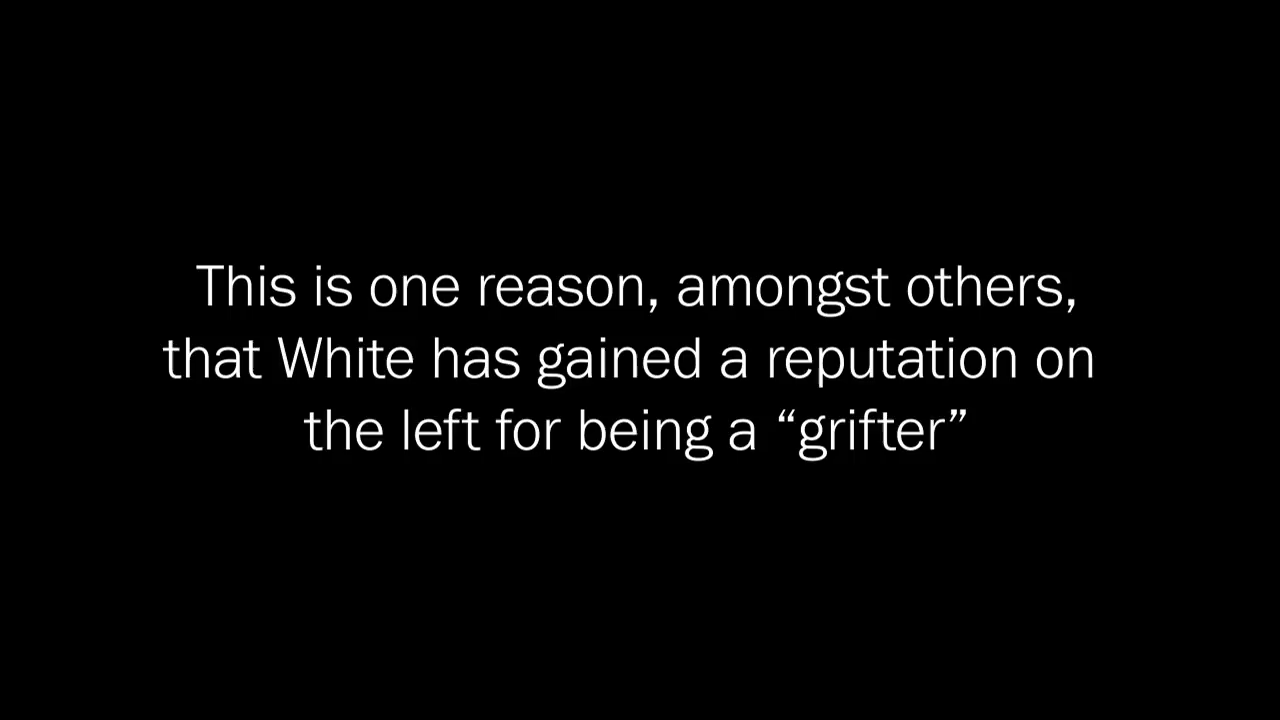 This is one reason, amongst others,
that White has gained a reputation on
the left for being a “grifter”